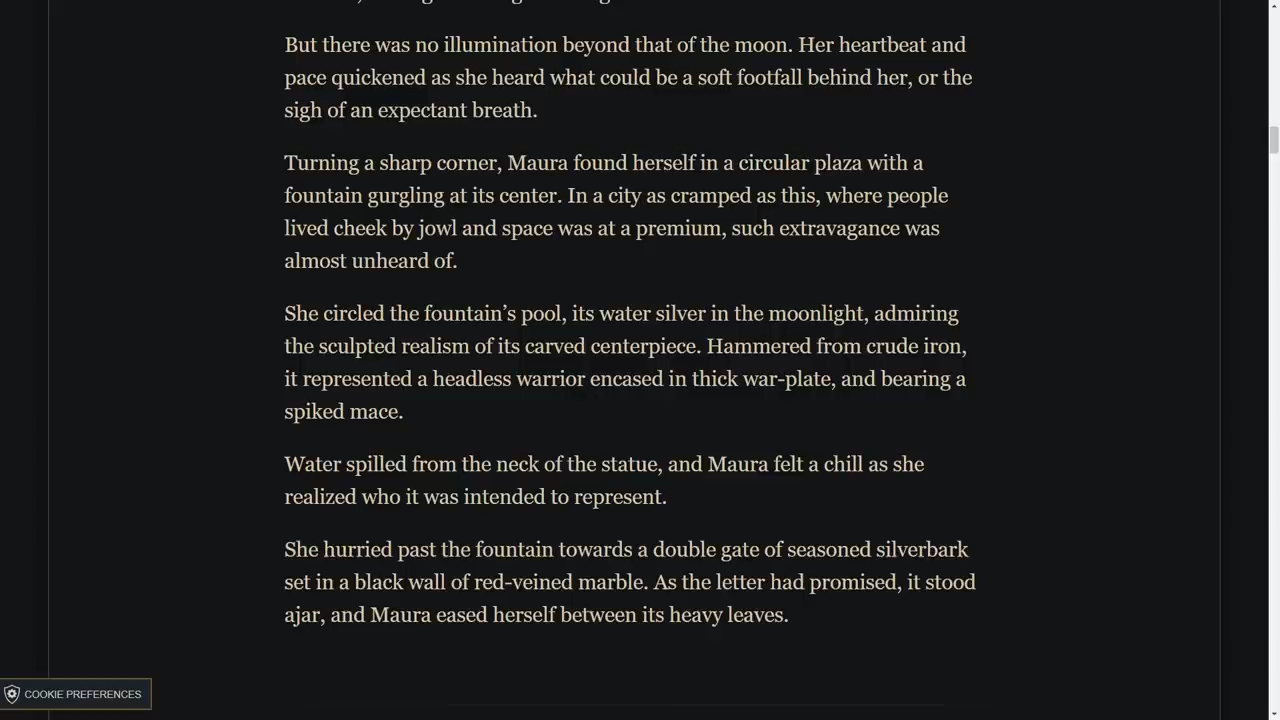 But there was no illumination beyond that of the moon. Her heartbeat and
pace quickened as she heard what could be a soft footfall behind her, or the
sigh of an expectant breath.
Turning a sharp corner, Maura found herself in a circular plaza with a
fountain gurgling at its center. In a city as cramped as this, where people
lived cheek by jowl and space was at a premium, such extravagance was
almost unheard of.
She circled the fountain’s pool, its water silver in the moonlight, admiring
the sculpted realism of its carved centerpiece. Hammered from crude iron,
it represented a headless warrior encased in thick war-plate, and bearing a
spiked mace.
Water spilled from the neck of the statue, and Maura felt a chill as she
realized who it was intended to represent.
She hurried past the fountain towards a double gate of seasoned silverbark
set in a black wall of red-veined marble. As the letter had promised, it stood
ajar, and Maura eased herself between its heavy leaves.
COOKIE PREFERENCES